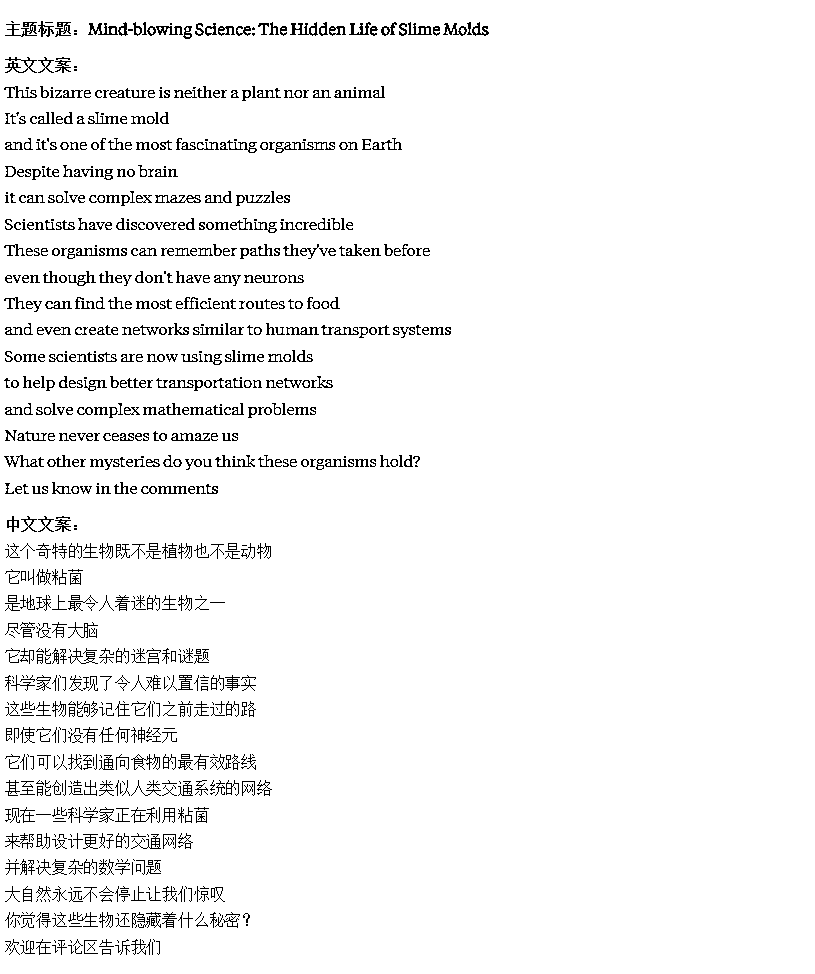 主题标题：Mind-blowing Science: The Hidden Life of Slime Molds
英文文案：
This bizarre creature is neither a plant nor an animal
It's called a slime mold
and it's one of the most fascinating organisms on Earth
Despite having no brain
it can solve complex mazes and puzzles
Scientists have discovered something incredible
These organisms can remember paths they've taken before
even though they don't have any neurons
They can find the most efficient routes to food
and even create networks similar to human transport systems
Some scientists are now using slime molds
to help design better transportation networks
and solve complex mathematical problems
Nature never ceases to amaze us
What other mysteries do you think these organisms hold?
Let us know in the comments
中文文案：
这个奇特的生物既不是植物也不是动物
它叫做粘菌
是地球上最令人着迷的生物之一
尽管没有大脑
它却能解决复杂的迷宫和谜题
科学家们发现了令人难以置信的事实
这些生物能够记住它们之前走过的路
即使它们没有任何神经元
它们可以找到通向食物的最有效路线
甚至能创造出类似人类交通系统的网络
现在一些科学家正在利用粘菌
来帮助设计更好的交通网络
并解决复杂的数学问题
大自然永远不会停止让我们惊叹
你觉得这些生物还隐藏着什么秘密？
欢迎在评论区告诉我们